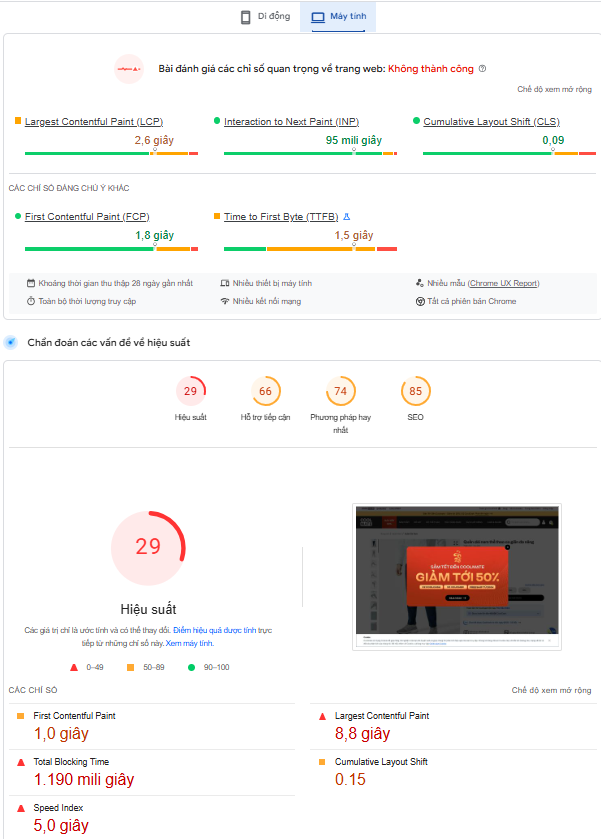 Di động
Máy tính
Bài đánh giá các chỉ số quan trọng về trang web: Không thành công
Chế độ xem mở rộng
Largest Contentful Paint (LCP)
2,6 giây
Interaction to Next Paint (INP)
95 mili giây
Cumulative Layout Shift (CLS)
0,09
CÁC CHỈ SỐ ĐÁNG CHÚ Ý KHÁC
First Contentful Paint (FCP)
1,8 giây
Time to First Byte (TTFB)
1,5 giây
Khoảng thời gian thu thập 28 ngày gần nhất
Nhiều thiết bị máy tính
Nhiều mẫu (Chrome UX Report)
Toàn bộ thời lượng truy cập
Nhiều kết nối mạng
Tất cả phiên bản Chrome
Chẩn đoán các vấn đề về hiệu suất
29
Hiệu suất
66
Hỗ trợ tiếp cận
74
Phương pháp hay
nhất
85
SEO
29
Hiệu suất
Các giá trị chỉ là ước tính và có thể thay đổi. Điểm hiệu quả được tính trực
tiếp từ những chỉ số này. Xem máy tính.
0–49
50–89
90–100
SẮM TẾT BÊN COOLMATE
GIẢM TỚI 50%
CÁC CHỈ SỐ
Chế độ xem mở rộng
First Contentful Paint
1,0 giây
Largest Contentful Paint
8,8 giây
Total Blocking Time
1.190 mili giây
Cumulative Layout Shift
0.15
Speed Index
5,0 giây